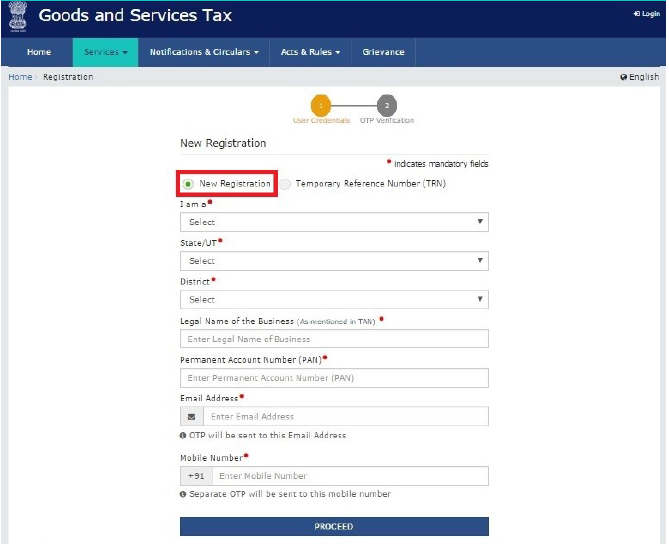 Goods and Services Tax
Login
Home Services Notifications & Circulars Acts & Rules Grievance
Home Registration
English
1 2
User Credentials OTP Verification
New Registration
• indicates mandatory fields
New Registration Temporary Reference Number (TRN)
I am a•
Select
State/UT•
Select
District•
Select
Legal Name of the Business (As mentioned in TAN) •
Enter Legal Name of Business
Permanent Account Number (PAN)•
Enter Permanent Account Number (PAN)
Email Address•
Enter Email Address
OTP will be sent to this Email Address
Mobile Number•
+91 Enter Mobile Number
Separate OTP will be sent to this mobile number
PROCEED